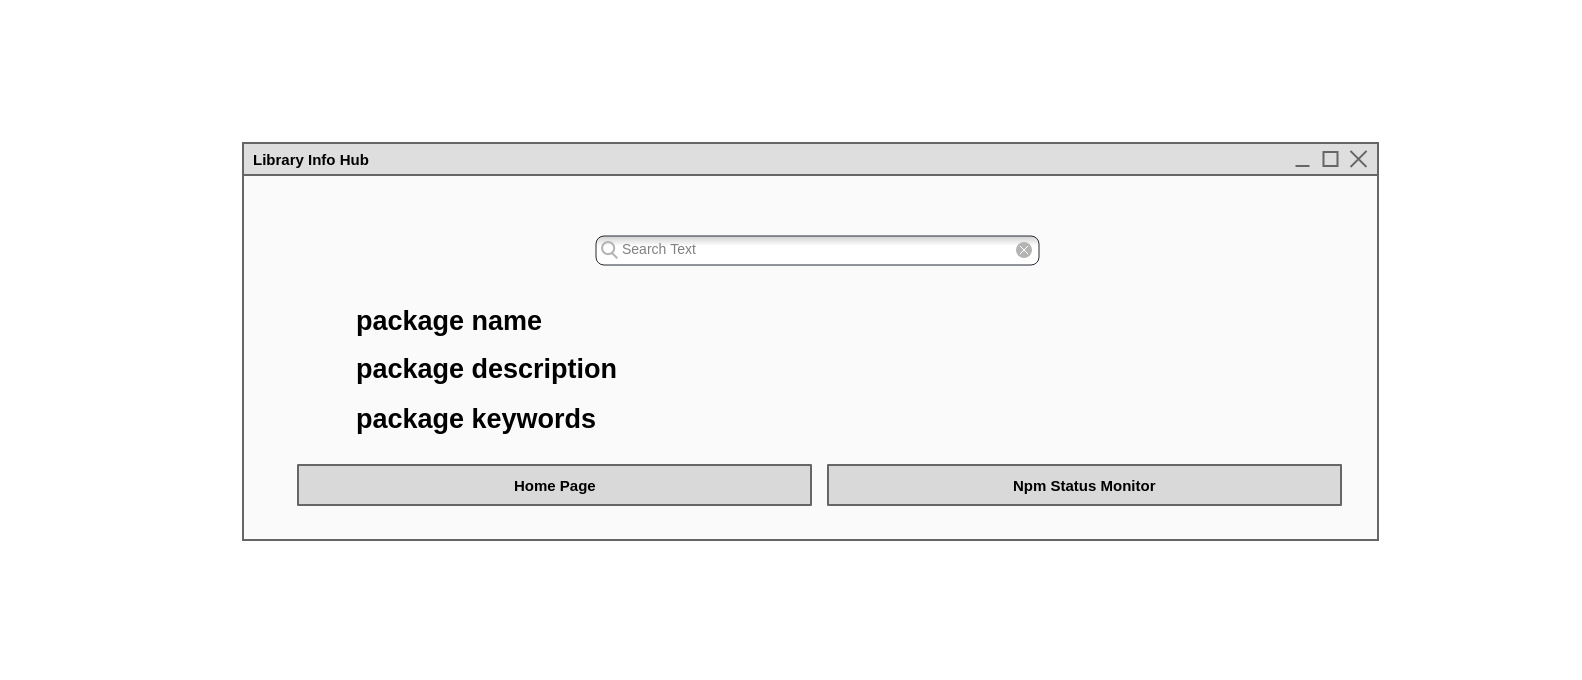 Library Info Hub
Search Text
package name
package description
package keywords
Home Page
Npm Status Monitor